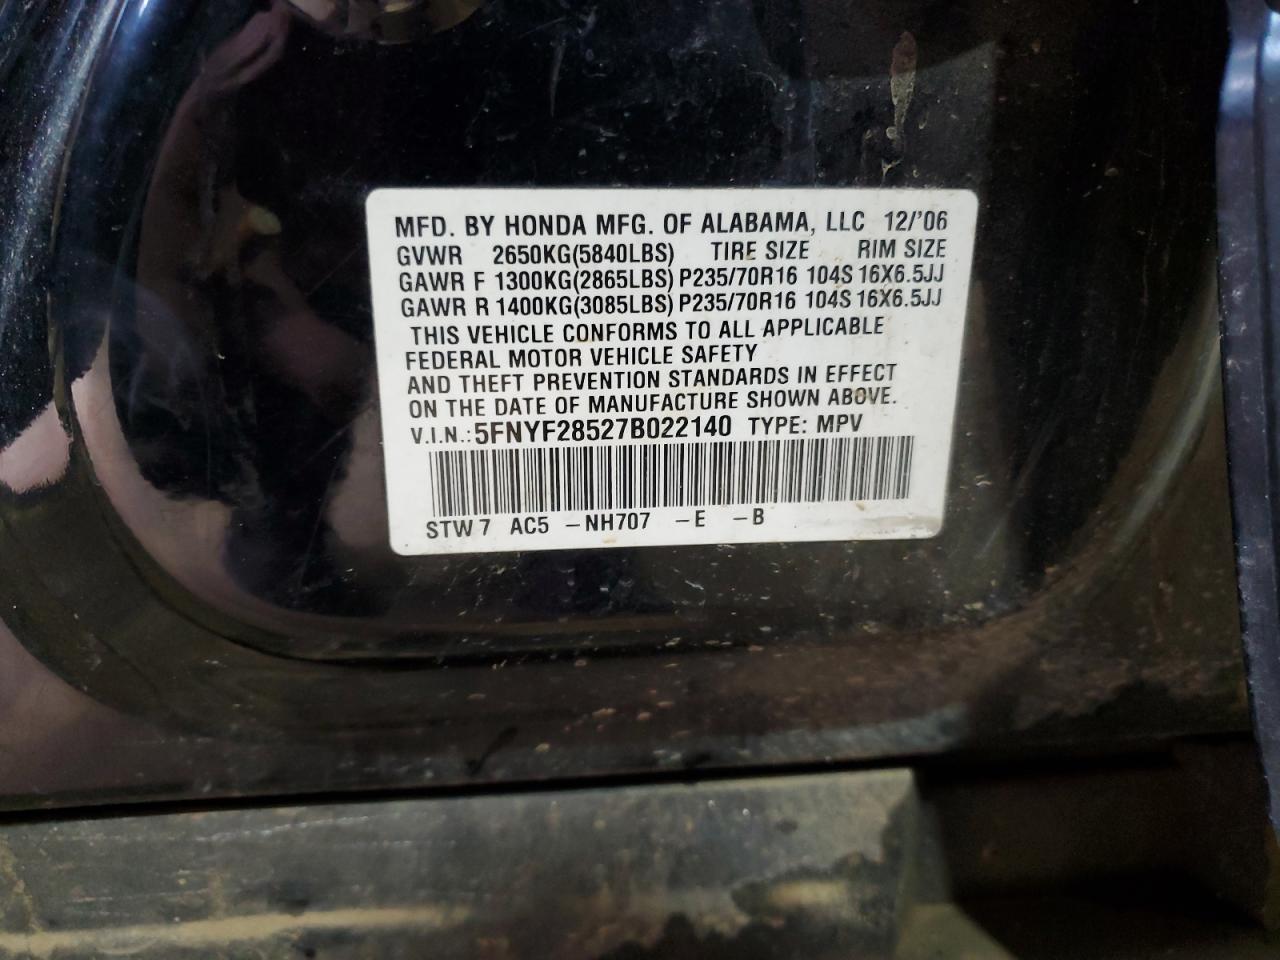 MFD. BY HONDA MFG. OF ALABAMA, LLC 12/'06
GVWR 2650KG(5840LBS) TIRE SIZE RIM SIZE
GAWR F 1300KG(2865LBS) P235/70R16 104S 16X6.5JJ
GAWR R 1400KG(3085LBS) P235/70R16 104S 16X6.5JJ
THIS VEHICLE CONFORMS TO ALL APPLICABLE
FEDERAL MOTOR VEHICLE SAFETY
AND THEFT PREVENTION STANDARDS IN EFFECT
ON THE DATE OF MANUFACTURE SHOWN ABOVE.
V.I.N.: 5FNYF28527B022140 TYPE: MPV
STW7 AC5 -NH707 -E -B